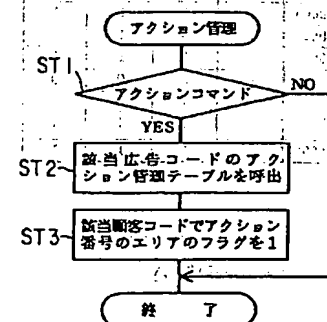 アクション管理
ST1
アクションコマンド
NO
YES
ST2
該当広告コードのアク
ション管理テーブルを呼出
ST3
該当顧客コードでアクション
番号のエリアのフラグを1
終 了